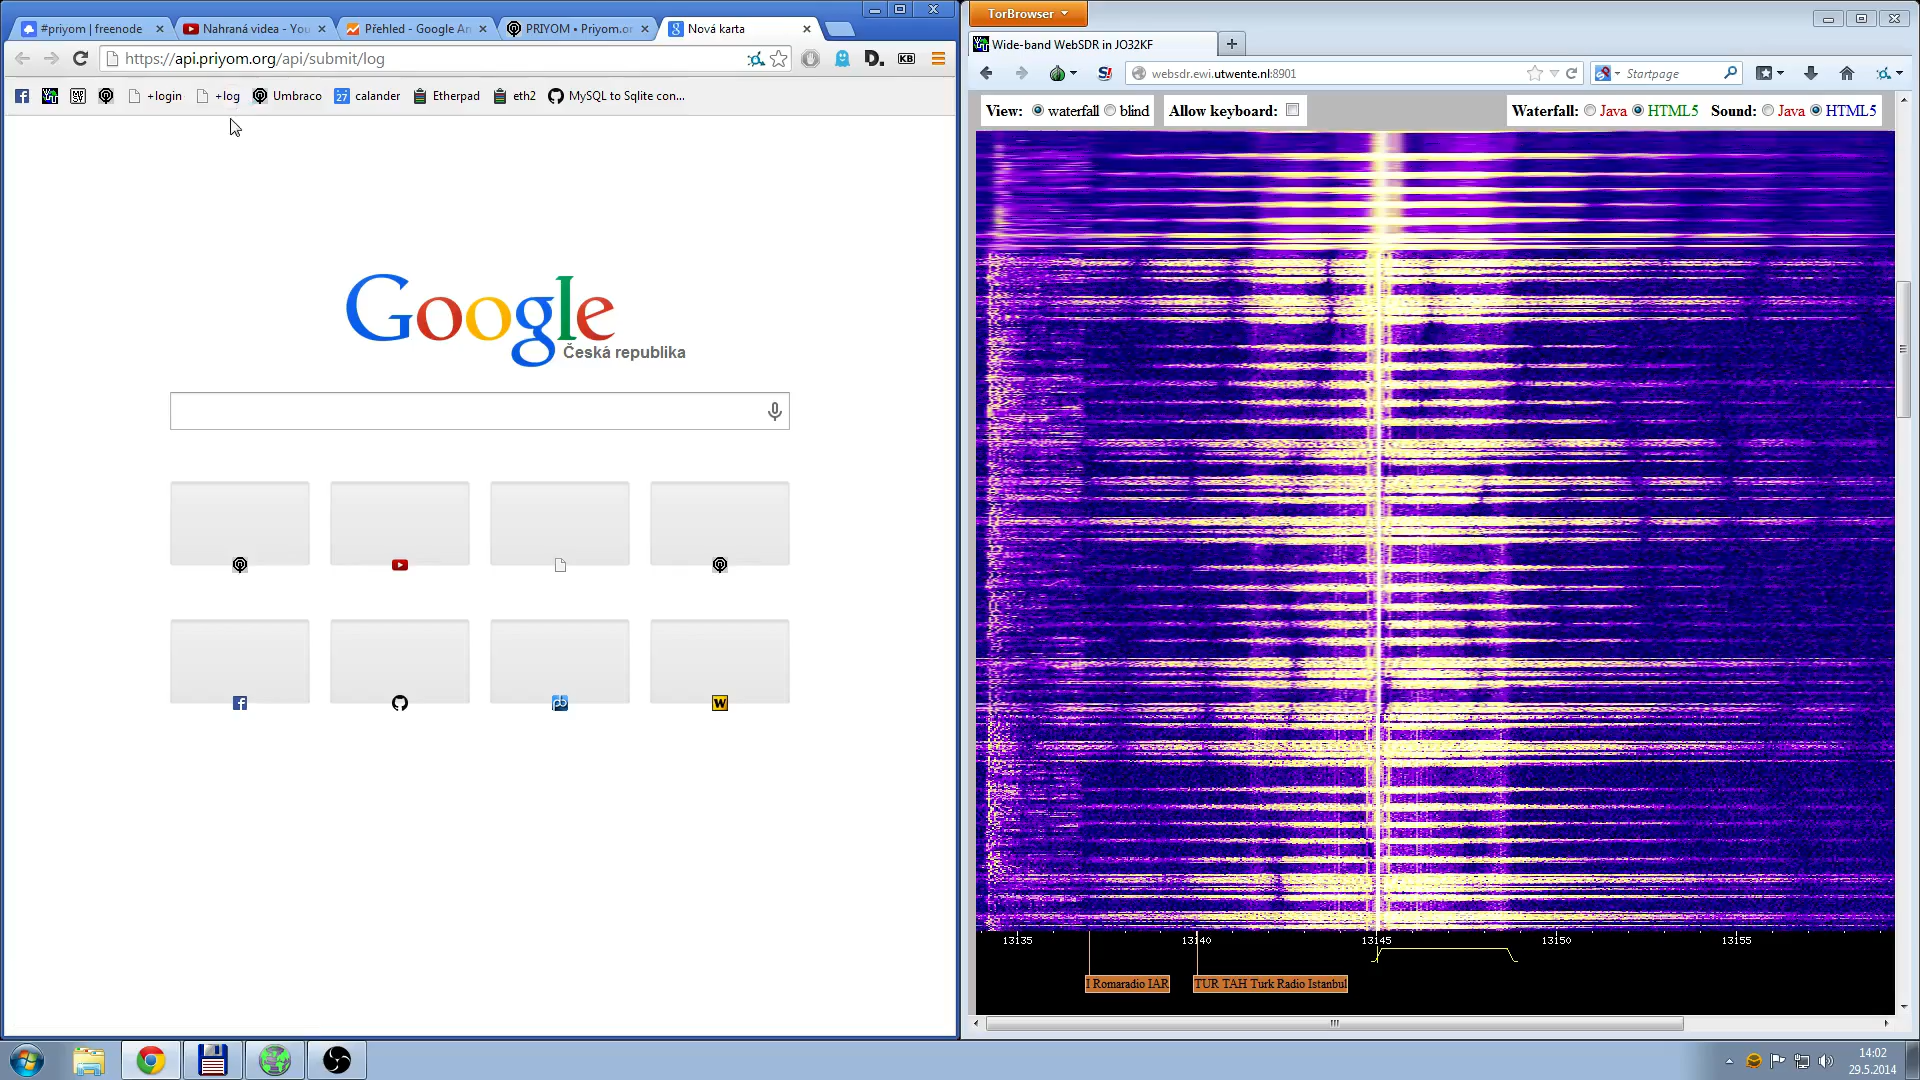 #priyom | freenode
Nahraná videa - You
Přehled - Google An
PRIYOM • Priyom.or
Nová karta
https://api.priyom.org/api/submit/log
D.
KB
+login
+log
Umbraco
27
calander
Etherpad
eth2
MySQL to Sqlite con...
Google
Česká republika
W
TorBrowser
Wide-band WebSDR in JO32KF
websdr.ewi.utwente.nl:8901
Startpage
View: waterfall blind
Allow keyboard:
Waterfall: Java HTML5 Sound: Java HTML5
13135 13140 13145 13150 13155
I Romaradio IAR
TUR TAH Turk Radio Istanbul
14:02
29.5.2014